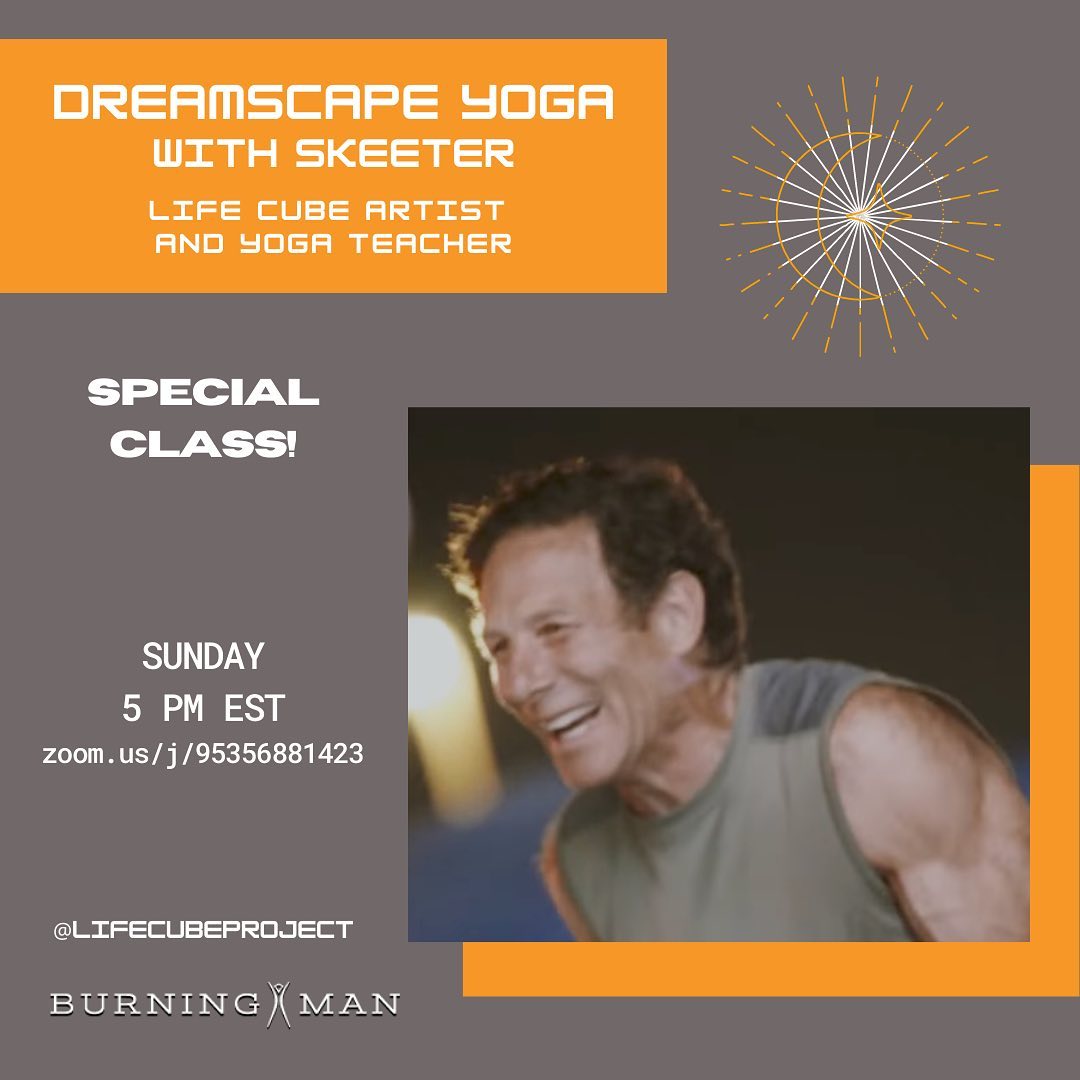 DREAMSCAPE YOGA
WITH SKEETER
LIFE CUBE ARTIST
AND YOGA TEACHER
SPECIAL
CLASS!
SUNDAY
5 PM EST
zoom.us/j/95356881423
@LIFECUBEPROJECT
BURNING MAN